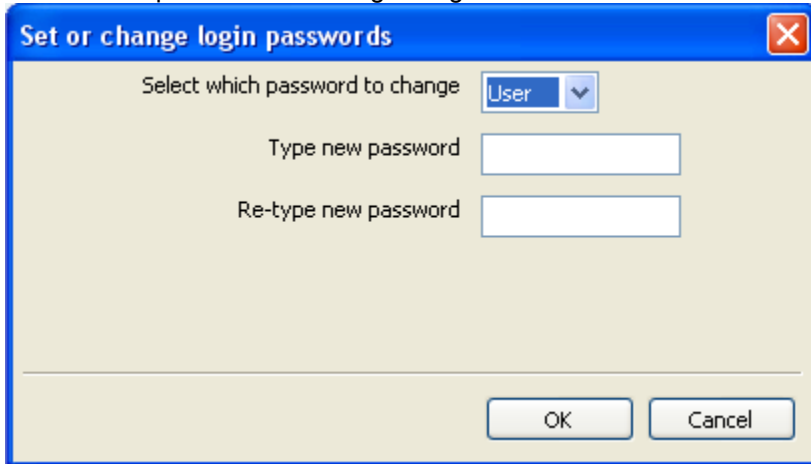 Set or change login passwords
Select which password to change User
Type new password
Re-type new password
OK Cancel